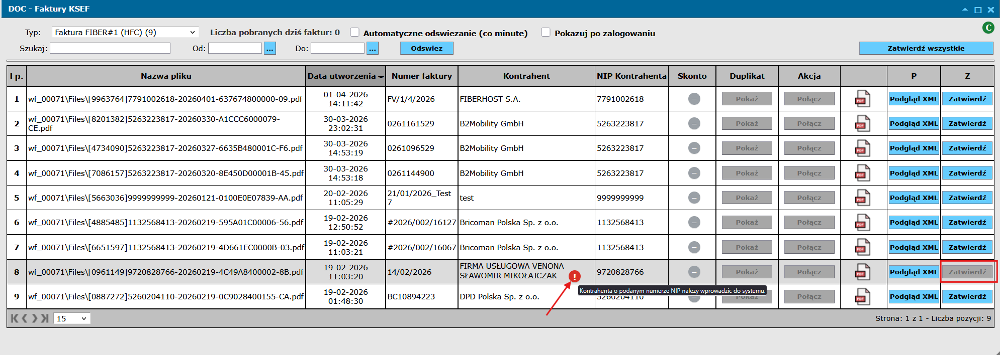 DOC - Faktury KSEF
C
Typ: Faktura FIBER#1 (HFC) (9) Liczba pobranych dziś faktur: 0 Automatyczne odswiezanie (co minute) Pokazuj po zalogowaniu
Szukaj: Od: ... Do: ... Odswiez Zatwierdź wszystkie
Lp. Nazwa pliku Data utworzenia Numer faktury Kontrahent NIP Kontrahenta Skonto Duplikat Akcja P Z
1 wf_00071\Files\[9963764]7791002618-20260401-637674800000-09.pdf 01-04-2026 FV/1/4/2026 FIBERHOST S.A. 7791002618 Pokaż Połącz PDF Podgląd XML Zatwierdź
14:11:42
2 wf_00071\Files\[8201382]5263223817-20260330-A1CCC6000079- 30-03-2026 0261161529 B2Mobility GmbH 5263223817 Pokaż Połącz PDF Podgląd XML Zatwierdź
CE.pdf 23:02:31
3 wf_00071\Files\[4734090]5263223817-20260327-6635B480001C-F6.pdf 30-03-2026 0261096529 B2Mobility GmbH 5263223817 Pokaż Połącz PDF Podgląd XML Zatwierdź
14:53:19
4 wf_00071\Files\[7086157]5263223817-20260320-8E450D00001B-45.pdf 30-03-2026 0261144900 B2Mobility GmbH 5263223817 Pokaż Połącz PDF Podgląd XML Zatwierdź
14:53:18
5 wf_00071\Files\[5663036]9999999999-20260121-0100E0E07839-AA.pdf 20-02-2026 21/01/2026_Test test 9999999999 Pokaż Połącz PDF Podgląd XML Zatwierdź
11:05:29 7
6 wf_00071\Files\[4885485]1132568413-20260219-595A01C00006-56.pdf 19-02-2026 #2026/002/16127 Bricoman Polska Sp. z o.o. 1132568413 Pokaż Połącz PDF Podgląd XML Zatwierdź
12:50:52
7 wf_00071\Files\[6651597]1132568413-20260219-4D661EC0000B-03.pdf 19-02-2026 #2026/002/16067 Bricoman Polska Sp. z o.o. 1132568413 Pokaż Połącz PDF Podgląd XML Zatwierdź
11:03:21
8 wf_00071\Files\[0961149]9720828766-20260219-4C49A8400002-8B.pdf 19-02-2026 14/02/2026 FIRMA USŁUGOWA VENONA 9720828766 Pokaż Połącz PDF Podgląd XML Zatwierdź
11:03:20 SŁAWOMIR MIKOŁAJCZAK !
Kontrahenta o podanym numerze NIP nalezy wprowadzic do systemu.
9 wf_00071\Files\[0887272]5260204110-20260219-0C9028400155-CA.pdf 19-02-2026 BC10894223 DPD Polska Sp. z o.o. 5260204110 Pokaż Połącz PDF Podgląd XML Zatwierdź
01:48:30
15 Strona: 1 z 1 - Liczba pozycji: 9